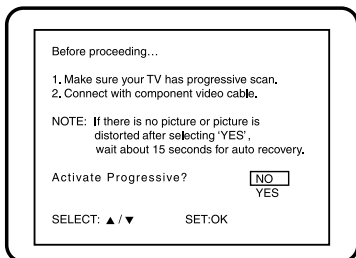 Before proceeding...
1. Make sure your TV has progressive scan.
2. Connect with component video cable.
NOTE: If there is no picture or picture is
distorted after selecting ‘YES’,
wait about 15 seconds for auto recovery.
Activate Progressive? NO
YES
SELECT: ▲ / ▼ SET:OK